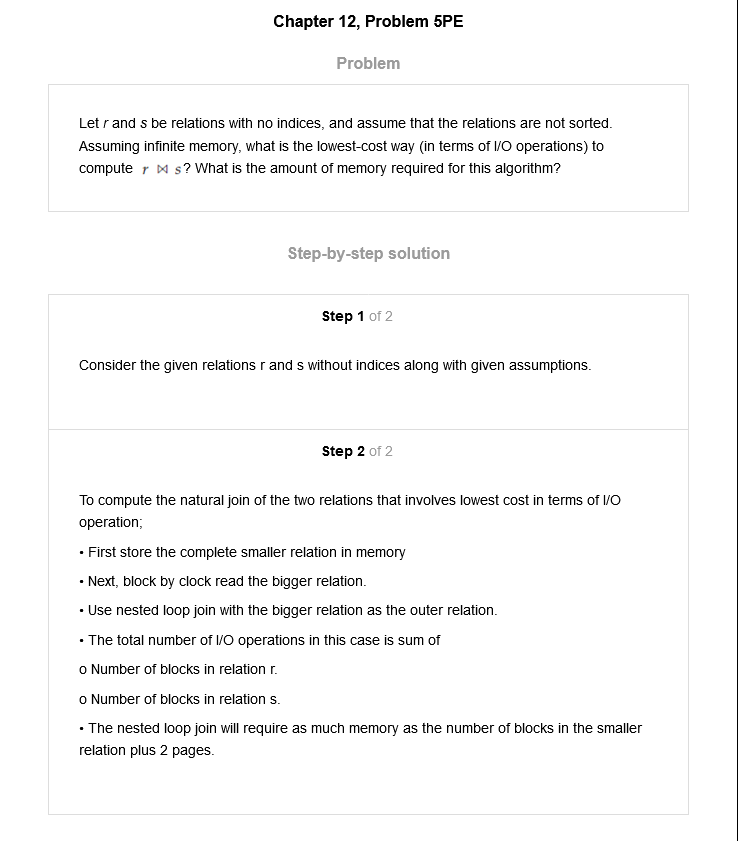 Chapter 12, Problem 5PE
Problem
Let r and s be relations with no indices, and assume that the relations are not sorted.
Assuming infinite memory, what is the lowest-cost way (in terms of I/O operations) to
compute r ⋈ s? What is the amount of memory required for this algorithm?
Step-by-step solution
Step 1 of 2
Consider the given relations r and s without indices along with given assumptions.
Step 2 of 2
To compute the natural join of the two relations that involves lowest cost in terms of I/O
operation;
• First store the complete smaller relation in memory
• Next, block by clock read the bigger relation.
• Use nested loop join with the bigger relation as the outer relation.
• The total number of I/O operations in this case is sum of
o Number of blocks in relation r.
o Number of blocks in relation s.
• The nested loop join will require as much memory as the number of blocks in the smaller
relation plus 2 pages.